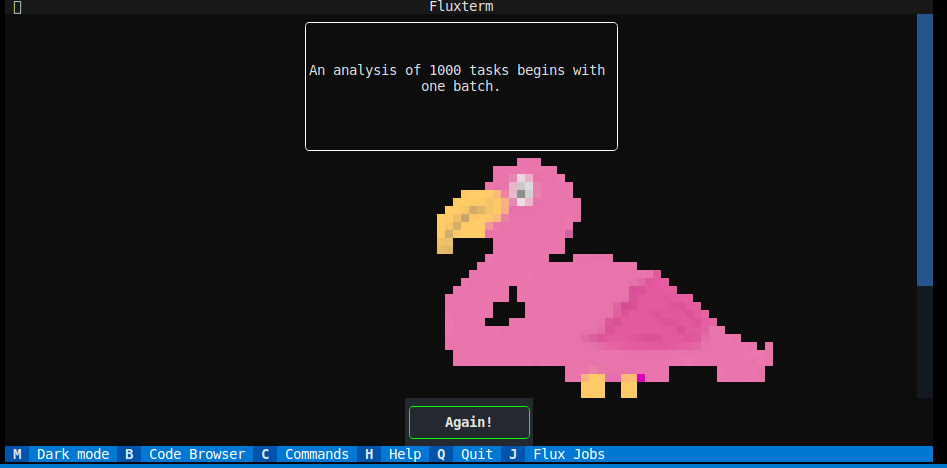 Fluxterm
An analysis of 1000 tasks begins with
one batch.
Again!
M Dark mode B Code Browser C Commands H Help Q Quit J Flux Jobs